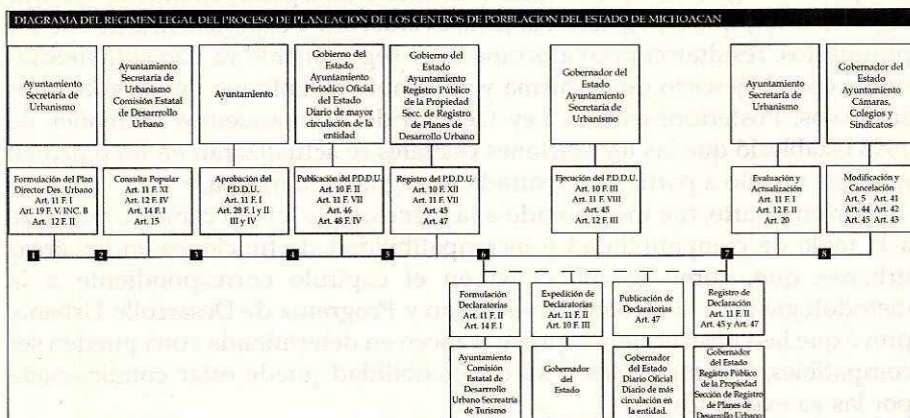 DIAGRAMA DEL REGIMEN LEGAL DEL PROCESO DE PLANEACION DE LOS CENTROS DE PORBLACION DEL ESTADO DE MICHOACAN
Ayuntamiento
Secretaría de
Urbanismo
Ayuntamiento
Secretaría de
Urbanismo
Comisión Estatal
de Desarrrollo
Urbano
Ayuntamiento
Gobierno del
Estado
Ayuntamiento
Periódico Oficial
del Estado
Diario de mayor
circulación de la
entidad
Gobierno del
Estado
Ayuntamiento
Registro Público
de la Propiedad
Secc. de Registro
de Planes de
Desarrollo Urbano
Gobernador del
Estado
Ayuntamiento
Secretaría de
Urbanismo
Ayuntamiento
Secretaría de
Urbanismo
Gobernador del
Estado
Ayuntamiento
Cámaras,
Colegios y
Sindicatos
Formulación del Plan
Director Des. Urbano
Art. 11 F. I
Art. 19 F. V. INC. B
Art. 12 F. II
Consulta Popular
Art. 11 F. XI
Art. 12 F. IV
Art. 14 F. I
Art. 15
Aprobación del
P.D.D.U.
Art. 11 F. I
Art. 28 F. I y II
III y IV
Publicación del P.D.D.U.
Art. 10 F. II
Art. 11 F. VII
Art. 46
Art. 48 F. IV
Registro del P.D.D.U.
Art. 10 F. XII
Art. 11 F. VII
Art. 45
Art. 47
Ejecución del P.D.D.U.
Art. 10 F. III
Art. 11 F. VIII
Art. 45
Art. 12 F. III
Evaluación y
Actualización
Art. 11 F. I
Art. 12 F. II
Art. 20
Modificación y
Cancelación
Art. 5 Art. 41
Art. 44 Art. 42
Art. 45 Art. 43
1 2 3 4 5 6 7 8
Formulación
Declaratorias
Art. 11 F. II
Art. 14 F. I
Expedición de
Declaratorias
Art. 11 F. II
Art. 10 F. III
Publicación de
Declaratorias
Art. 47
Registro de
Declaración
Art. 11 F. II
Art. 45 y Art. 47
Ayuntamiento
Comisión
Estatal de
Desarrollo
Urbano Secreatría
de Turismo
Gobernador
del
Estado
Gobernador
del Estado
Diario Oficial
Diario de más
circulación en
la entidad.
Gobernador
del Estado
Registro Público
de la Propiedad
Sección de Registro
de Planes de
Desarrollo Urbano